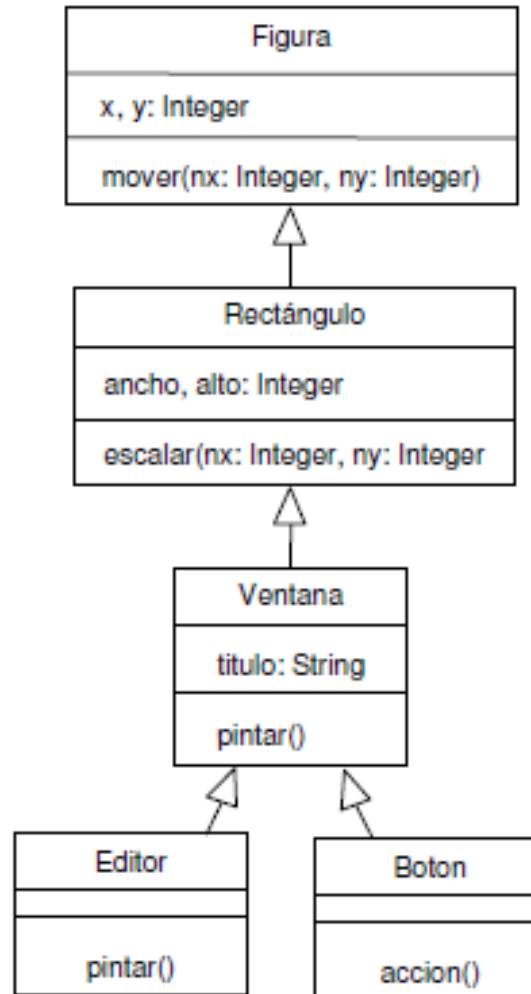 Figura
x, y: Integer
mover(nx: Integer, ny: Integer)
Rectángulo
ancho, alto: Integer
escalar(nx: Integer, ny: Integer
Ventana
titulo: String
pintar()
Editor
pintar()
Boton
accion()